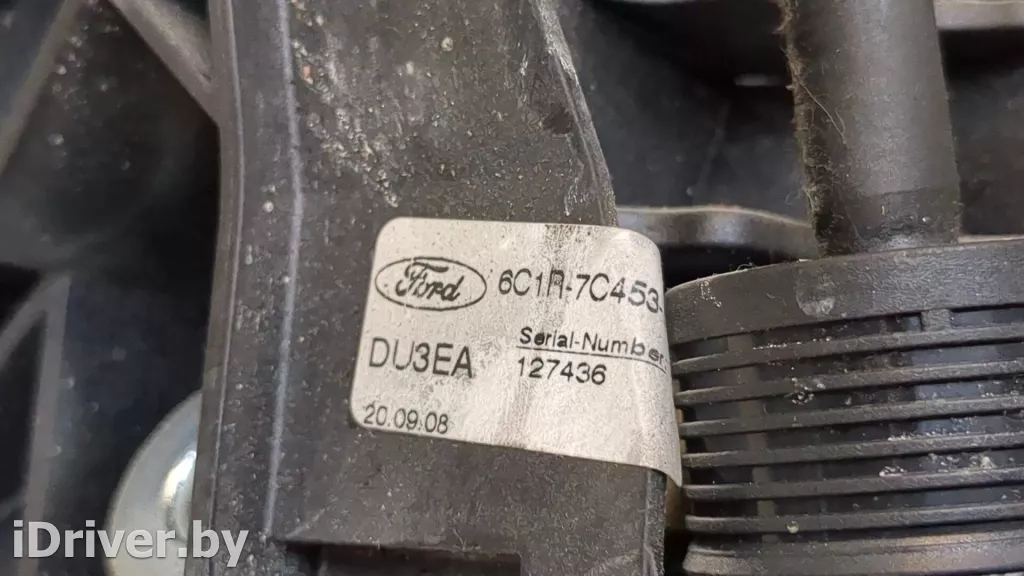 Ford 6C1R-7C453-
DU3EA Serial-Number
127436
20.09.08
iDriver.by